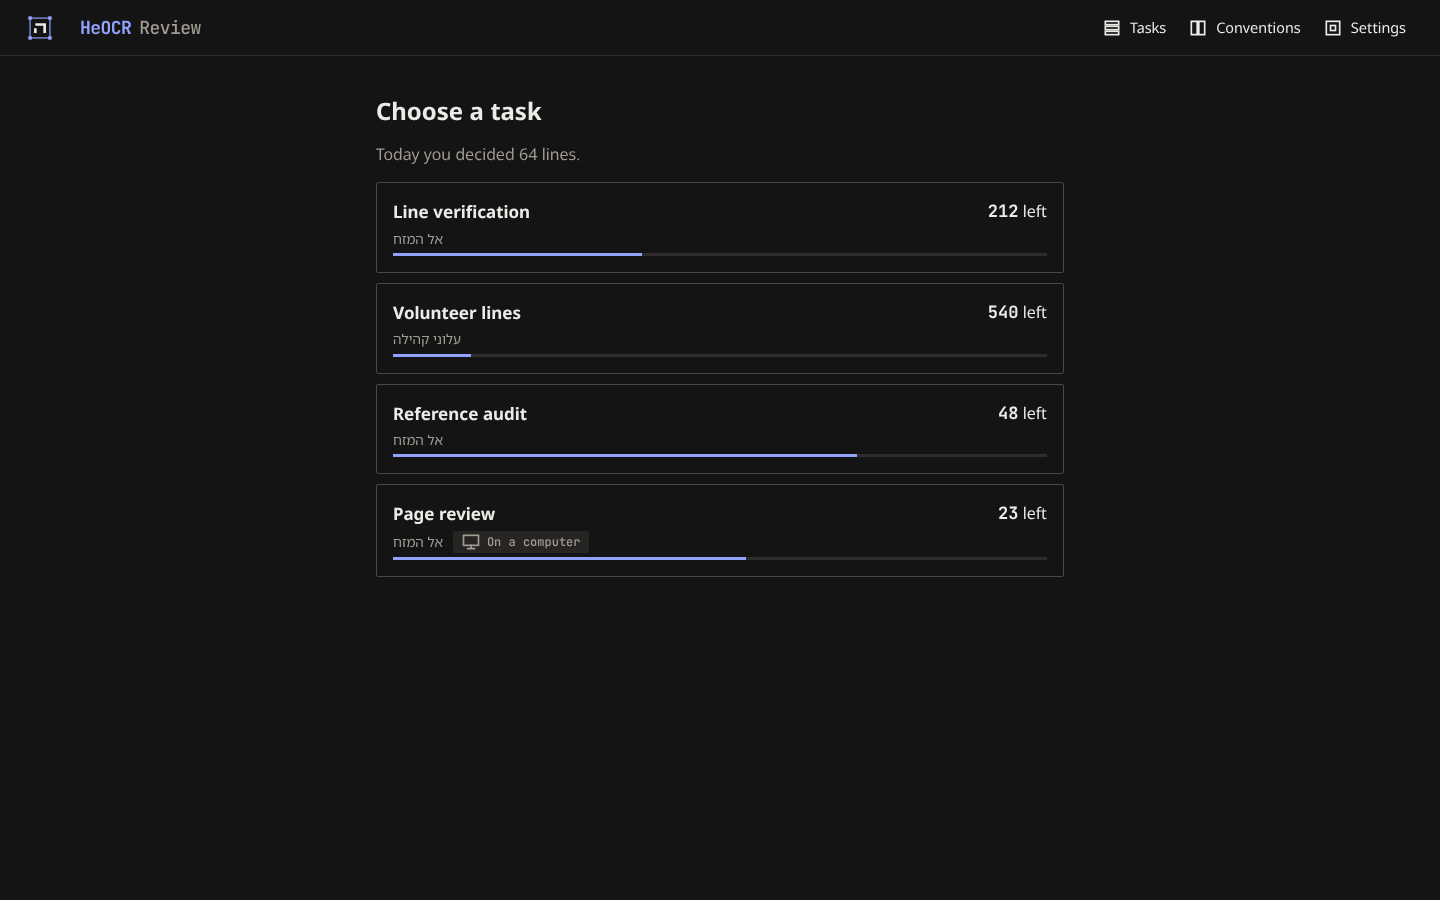 HeOCR Review
Tasks
Conventions
Settings
Choose a task
Today you decided 64 lines.
Line verification
212 left
אל המזח
Volunteer lines
540 left
עלוני קהילה
Reference audit
48 left
אל המזח
Page review
23 left
אל המזח
On a computer